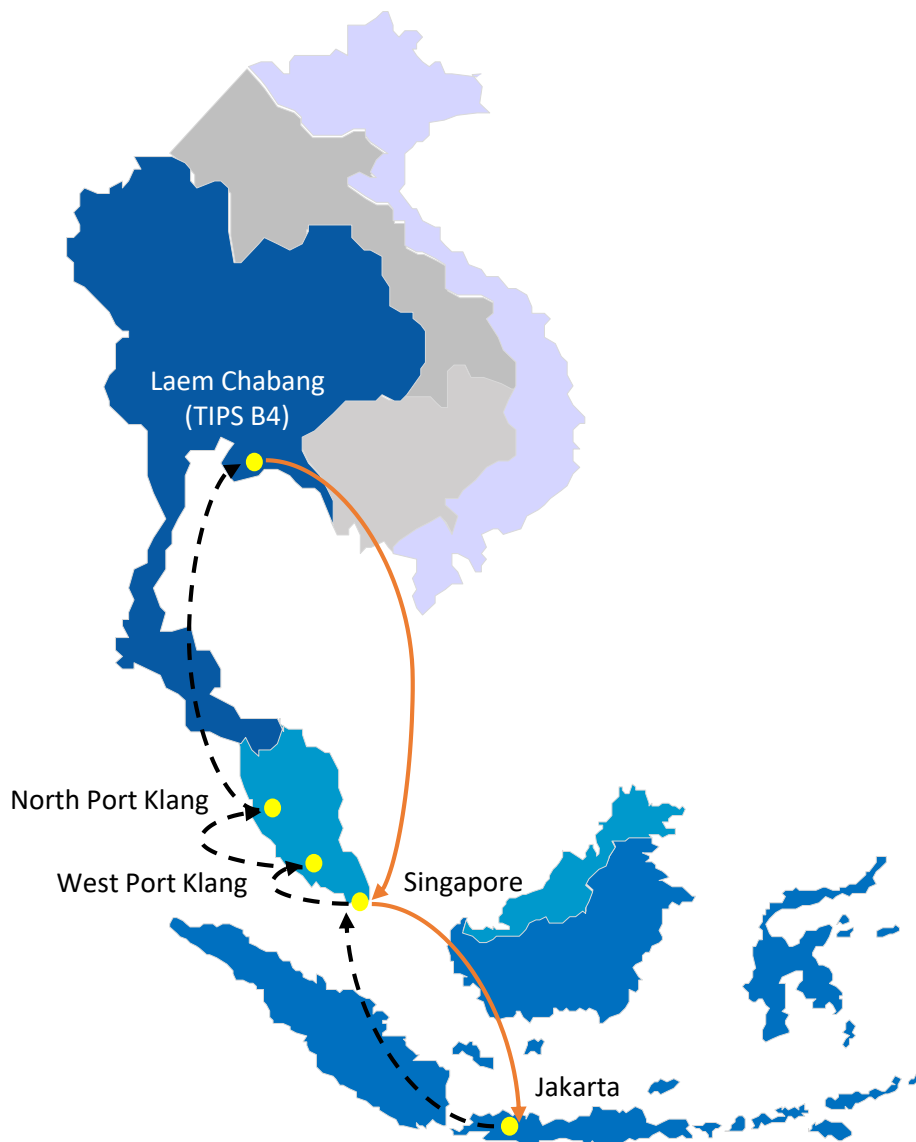 Laem Chabang
(TIPS B4)
North Port Klang
West Port Klang
Singapore
Jakarta